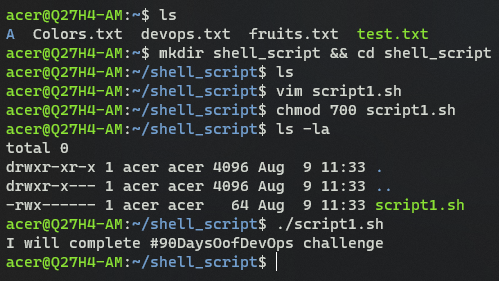 acer@Q27H4-AM:~$ ls
A  Colors.txt  devops.txt  fruits.txt  test.txt
acer@Q27H4-AM:~$ mkdir shell_script && cd shell_script
acer@Q27H4-AM:~/shell_script$ ls
acer@Q27H4-AM:~/shell_script$ vim script1.sh
acer@Q27H4-AM:~/shell_script$ chmod 700 script1.sh
acer@Q27H4-AM:~/shell_script$ ls -la
total 0
drwxr-xr-x 1 acer acer 4096 Aug  9 11:33 .
drwxr-x--- 1 acer acer 4096 Aug  9 11:33 ..
-rwx------ 1 acer acer   64 Aug  9 11:33 script1.sh
acer@Q27H4-AM:~/shell_script$ ./script1.sh
I will complete #90DaysOofDevOps challenge
acer@Q27H4-AM:~/shell_script$